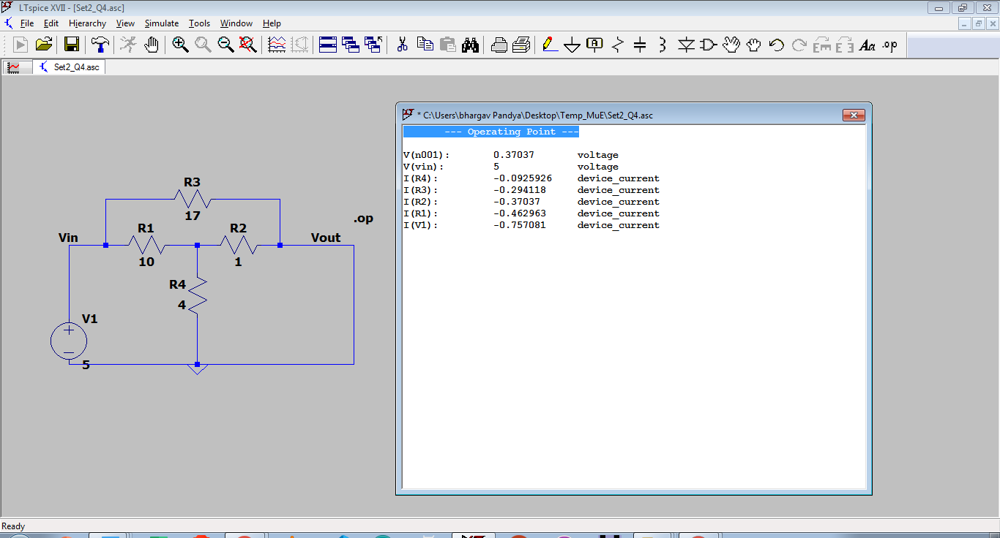 LTspice XVII - [Set2_Q4.asc]
File Edit Hierarchy View Simulate Tools Window Help
A Aa .op
Set2_Q4.asc
* C:\Users\bhargav Pandya\Desktop\Temp_MuE\Set2_Q4.asc
--- Operating Point ---
V(n001): 0.37037 voltage
V(vin): 5 voltage
I(R4): -0.0925926 device_current
I(R3): -0.294118 device_current
I(R2): -0.37037 device_current
I(R1): -0.462963 device_current
I(V1): -0.757081 device_current
R3
17
.op
R1 R2
Vin Vout
10 1
R4
4
V1
5
Ready